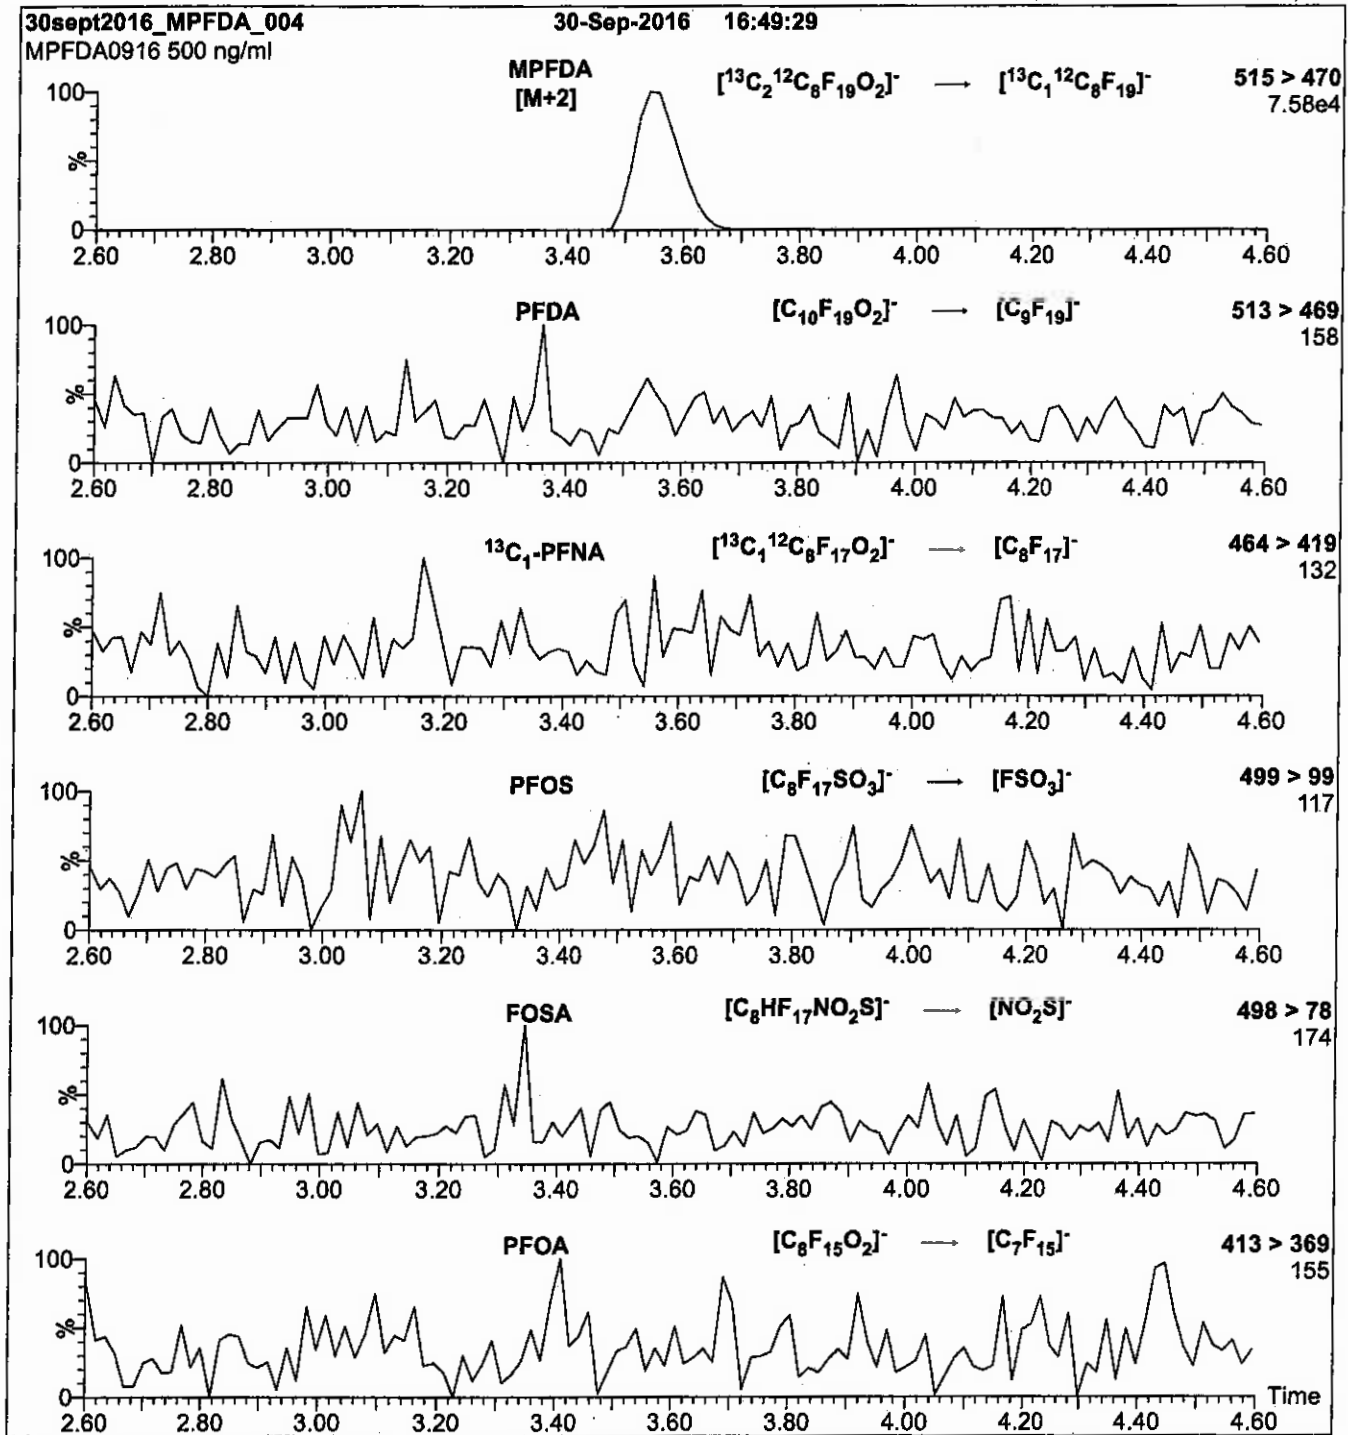 30sept2016_MPFDA_004 30-Sep-2016 16:49:29
MPFDA0916 500 ng/ml
MPFDA [¹³C₂¹²C₈F₁₉O₂]⁻ → [¹³C₁¹²C₈F₁₉]⁻ 515 > 470
[M+2] 7.58e4
100
%
0
2.60 2.80 3.00 3.20 3.40 3.60 3.80 4.00 4.20 4.40 4.60
PFDA [C₁₀F₁₉O₂]⁻ → [C₉F₁₉]⁻ 513 > 469
158
100
%
0
2.60 2.80 3.00 3.20 3.40 3.60 3.80 4.00 4.20 4.40 4.60
¹³C₁-PFNA [¹³C₁¹²C₈F₁₇O₂]⁻ → [C₈F₁₇]⁻ 464 > 419
132
100
%
0
2.60 2.80 3.00 3.20 3.40 3.60 3.80 4.00 4.20 4.40 4.60
PFOS [C₈F₁₇SO₃]⁻ → [FSO₃]⁻ 499 > 99
117
100
%
0
2.60 2.80 3.00 3.20 3.40 3.60 3.80 4.00 4.20 4.40 4.60
FOSA [C₈HF₁₇NO₂S]⁻ → [NO₂S]⁻ 498 > 78
174
100
%
0
2.60 2.80 3.00 3.20 3.40 3.60 3.80 4.00 4.20 4.40 4.60
PFOA [C₈F₁₅O₂]⁻ → [C₇F₁₅]⁻ 413 > 369
155
100
%
0
Time
2.60 2.80 3.00 3.20 3.40 3.60 3.80 4.00 4.20 4.40 4.60